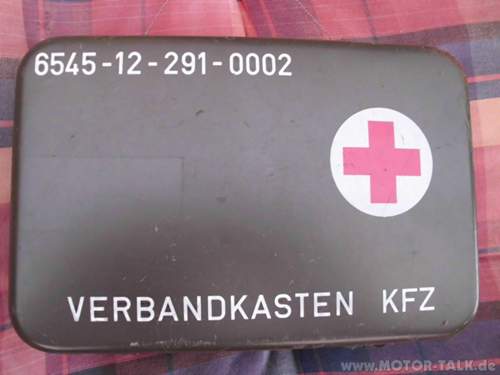 6545-12-291-0002
VERBANDKASTEN KFZ
www.MOTOR-TALK.de